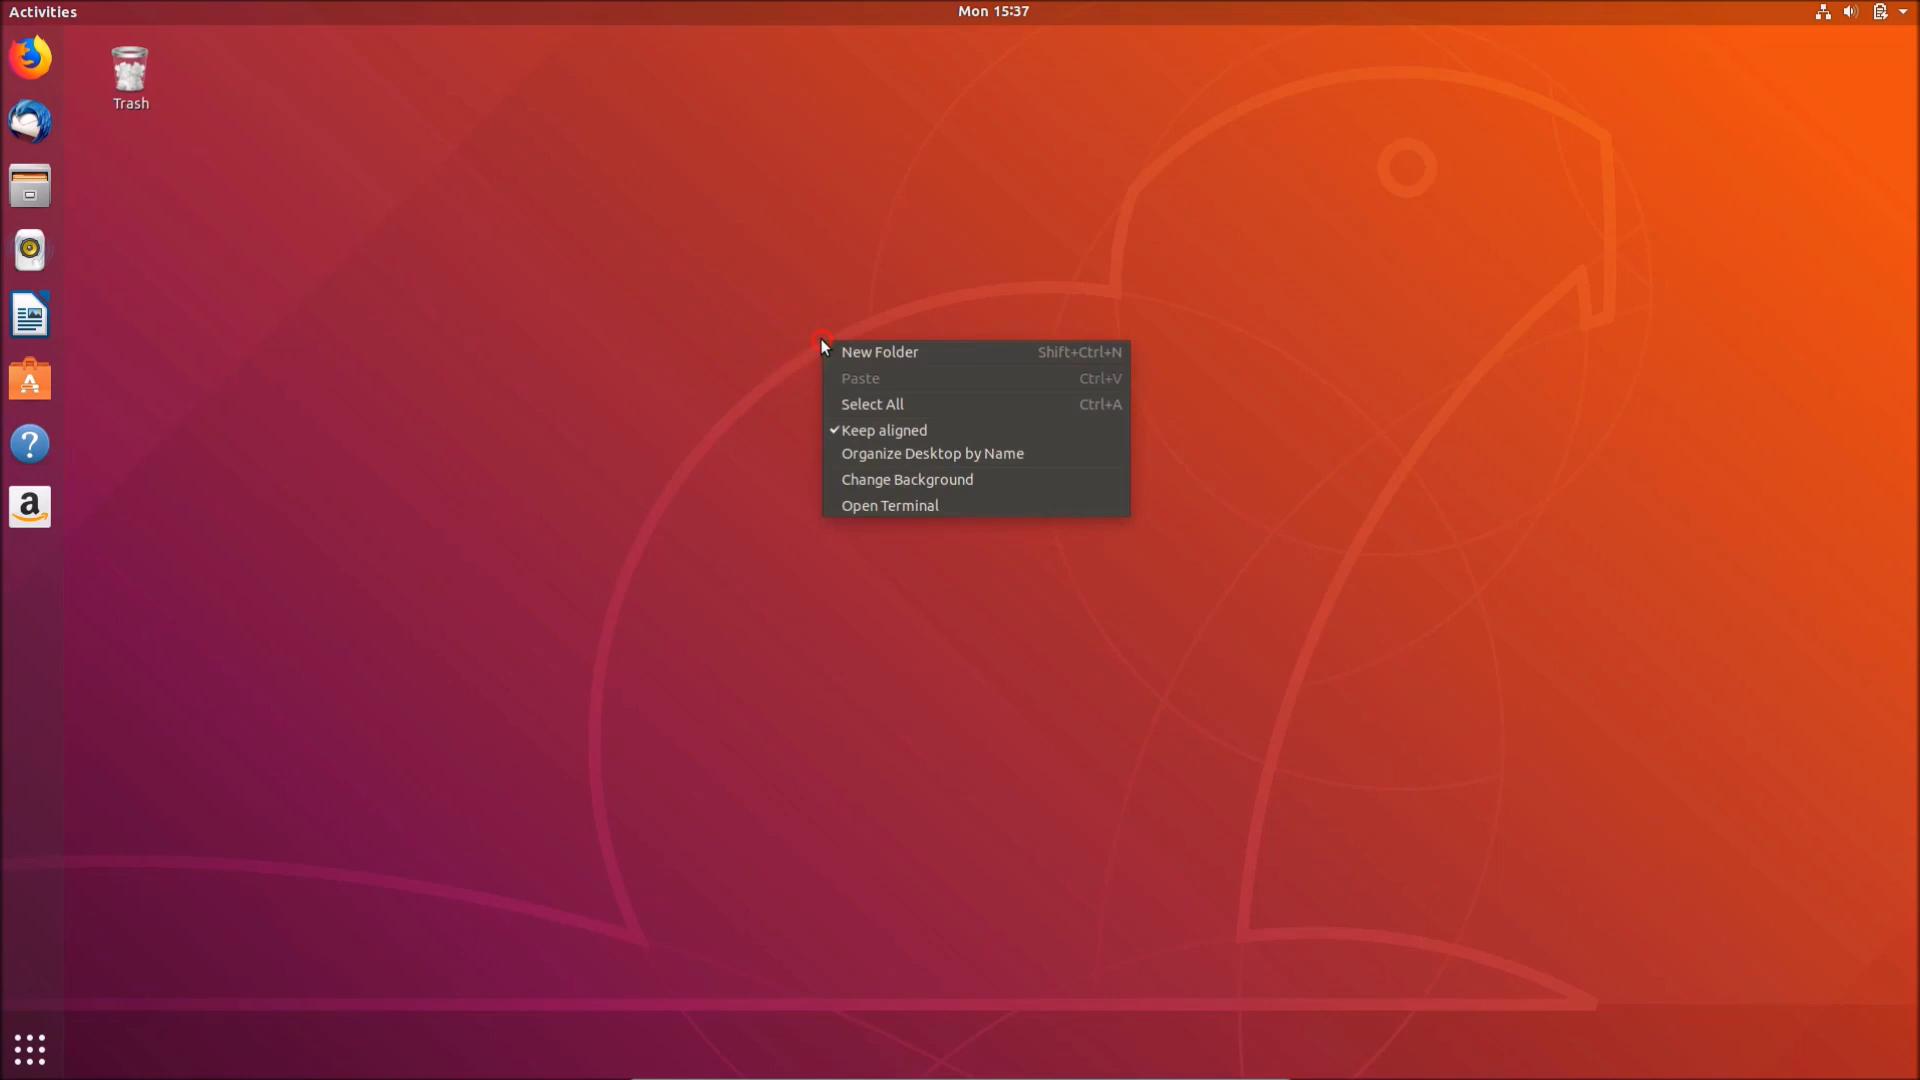 Activities
Mon 15:37
Trash
New Folder Shift+Ctrl+N
Paste Ctrl+V
Select All Ctrl+A
Keep aligned
Organize Desktop by Name
Change Background
Open Terminal